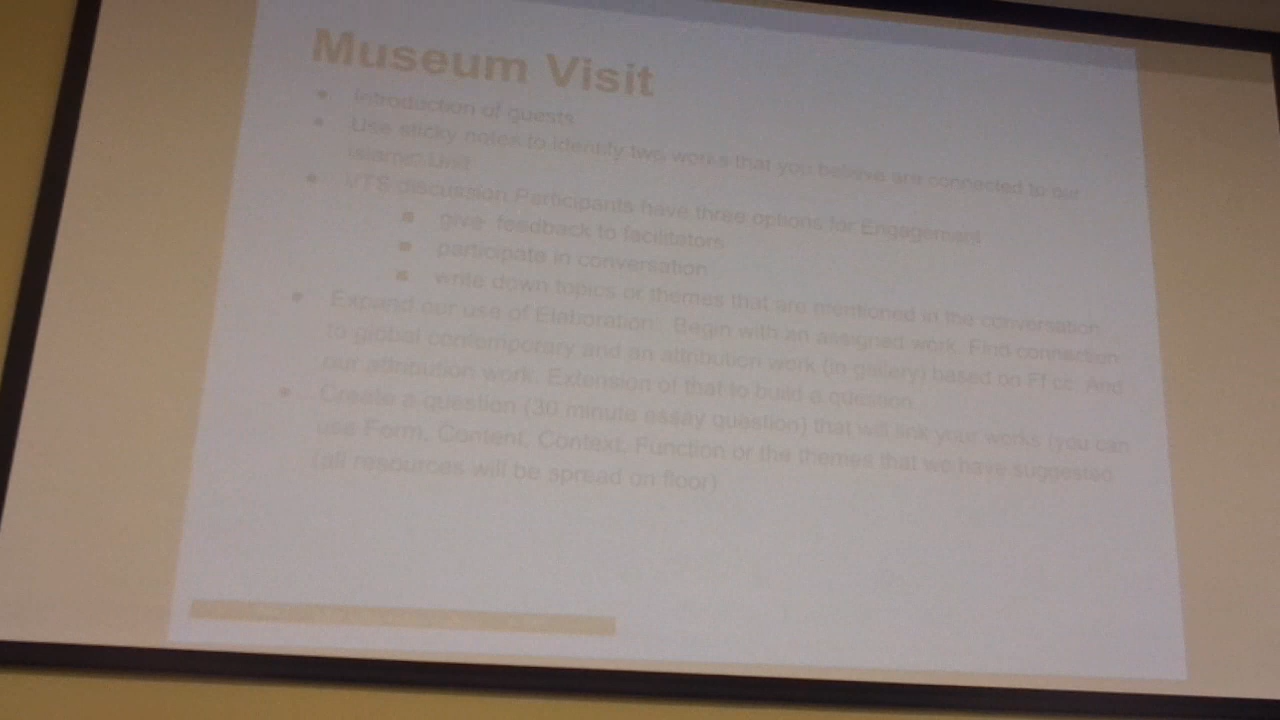 Museum Visit
Introduction of guests
Use sticky notes to identify two works that you believe are connected to our
Islamic Unit
VTS discussion Participants have three options for Engagement
give feedback to facilitators
participate in conversation
write down topics or themes that are mentioned in the conversation
Expand our use of Elaboration: Begin with an assigned work. Find connection
to global contemporary and an attribution work (in gallery) based on And
our attribution work. Extension of that to build a question
Create a question (30 minute essay question) that will link your works (you can
use Form, Content, Context, Function or the themes that we have suggested
(all resources will be spread on floor)